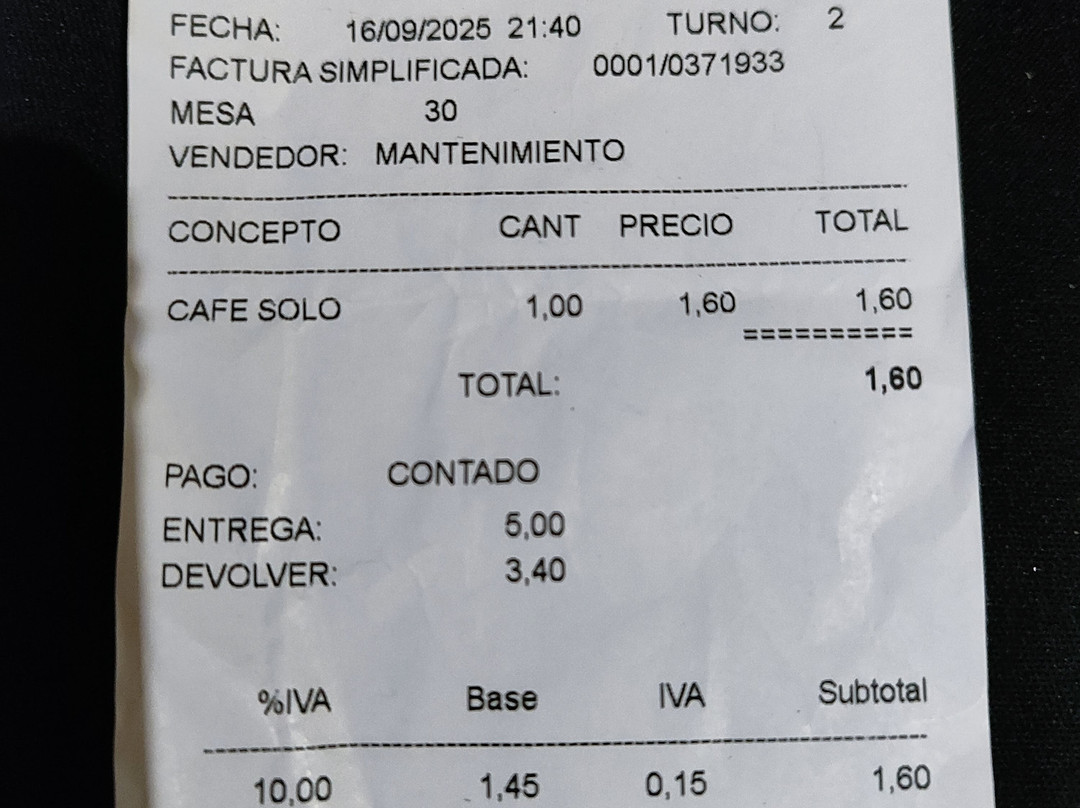 FECHA: 16/09/2025 21:40 TURNO: 2
FACTURA SIMPLIFICADA: 0001/0371933
MESA 30
VENDEDOR: MANTENIMIENTO
CONCEPTO CANT PRECIO TOTAL
CAFE SOLO 1,00 1,60 1,60
==========
TOTAL: 1,60
PAGO: CONTADO
ENTREGA: 5,00
DEVOLVER: 3,40
%IVA Base IVA Subtotal
10,00 1,45 0,15 1,60